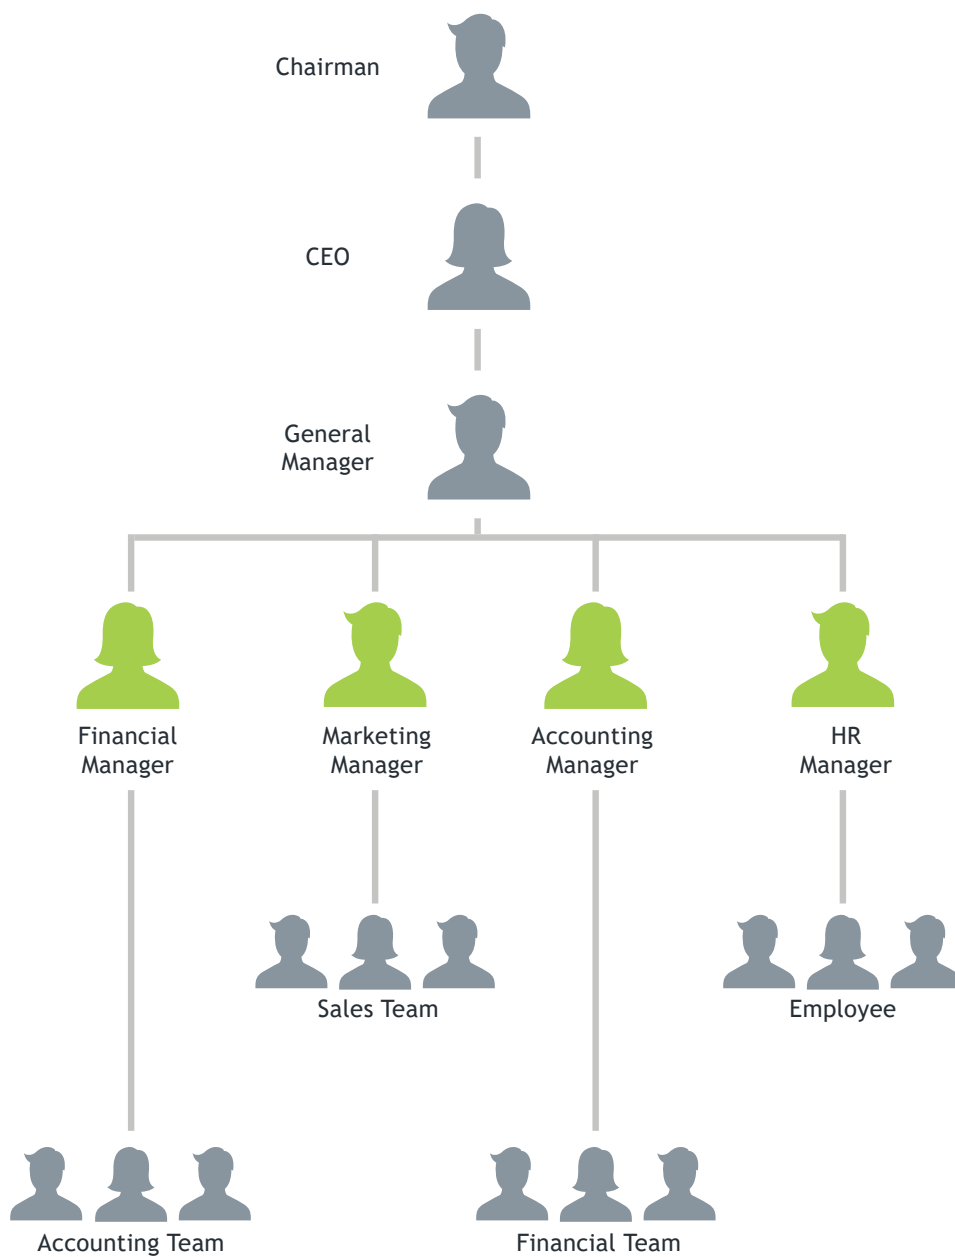 Chairman
CEO
General
Manager
Financial
Manager
Marketing
Manager
Accounting
Manager
HR
Manager
Sales Team
Employee
Accounting Team
Financial Team